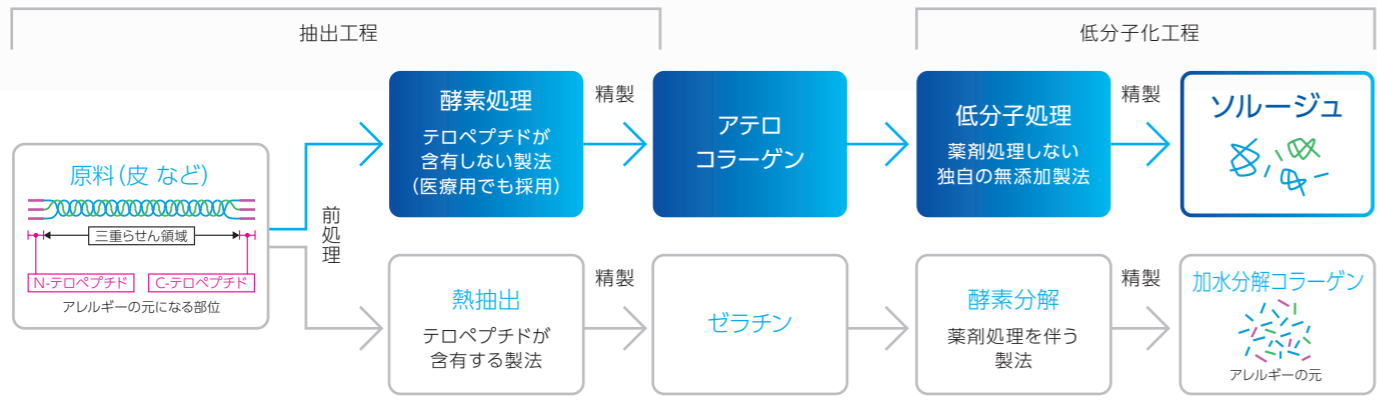 抽出工程
低分子化工程
原料（皮 など）
三重らせん領域
N-テロペプチド
C-テロペプチド
アレルギーの元になる部位
前処理
酵素処理
テロペプチドが
含有しない製法
（医療用でも採用）
精製
アテロ
コラーゲン
低分子処理
薬剤処理しない
独自の無添加製法
精製
ソルージュ
熱抽出
テロペプチドが
含有する製法
精製
ゼラチン
酵素分解
薬剤処理を伴う
製法
精製
加水分解コラーゲン
アレルギーの元